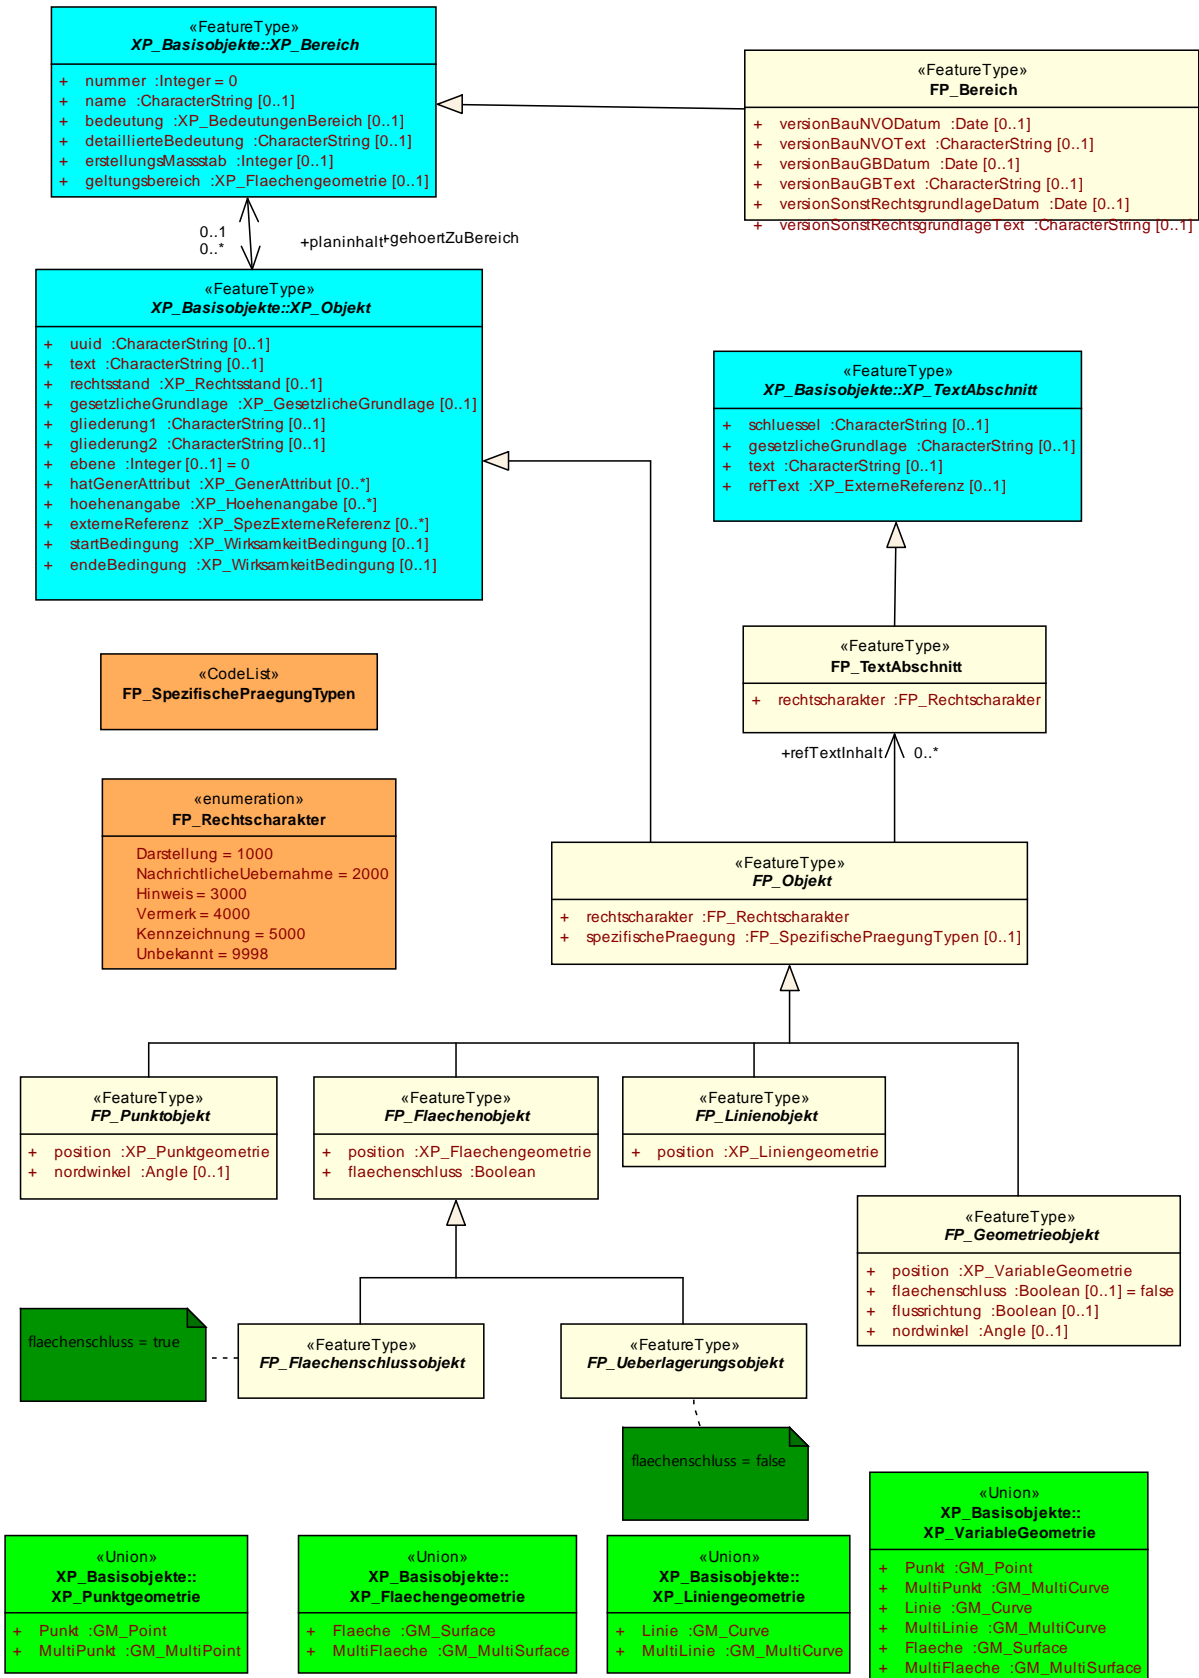 «FeatureType»
XP_Basisobjekte::XP_Bereich
+ nummer :Integer = 0
+ name :CharacterString [0..1]
+ bedeutung :XP_BedeutungenBereich [0..1]
+ detaillierteBedeutung :CharacterString [0..1]
+ erstellungsMassstab :Integer [0..1]
+ geltungsbereich :XP_Flaechengeometrie [0..1]
«FeatureType»
FP_Bereich
+ versionBauNVODatum :Date [0..1]
+ versionBauNVOText :CharacterString [0..1]
+ versionBauGBDatum :Date [0..1]
+ versionBauGBText :CharacterString [0..1]
+ versionSonstRechtsgrundlageDatum :Date [0..1]
+ versionSonstRechtsgrundlageText :CharacterString [0..1]
0..1
0..*
+planinhalt
+gehoertZuBereich
«FeatureType»
XP_Basisobjekte::XP_Objekt
+ uuid :CharacterString [0..1]
+ text :CharacterString [0..1]
+ rechtsstand :XP_Rechtsstand [0..1]
+ gesetzlicheGrundlage :XP_GesetzlicheGrundlage [0..1]
+ gliederung1 :CharacterString [0..1]
+ gliederung2 :CharacterString [0..1]
+ ebene :Integer [0..1] = 0
+ hatGenerAttribut :XP_GenerAttribut [0..*]
+ hoehenangabe :XP_Hoehenangabe [0..*]
+ externeReferenz :XP_SpezExterneReferenz [0..*]
+ startBedingung :XP_WirksamkeitBedingung [0..1]
+ endeBedingung :XP_WirksamkeitBedingung [0..1]
«FeatureType»
XP_Basisobjekte::XP_TextAbschnitt
+ schluessel :CharacterString [0..1]
+ gesetzlicheGrundlage :CharacterString [0..1]
+ text :CharacterString [0..1]
+ refText :XP_ExterneReferenz [0..1]
«FeatureType»
FP_TextAbschnitt
+ rechtscharakter :FP_Rechtscharakter
+refTextInhalt 0..*
«CodeList»
FP_SpezifischePraegungTypen
«enumeration»
FP_Rechtscharakter
Darstellung = 1000
NachrichtlicheUebernahme = 2000
Hinweis = 3000
Vermerk = 4000
Kennzeichnung = 5000
Unbekannt = 9998
«FeatureType»
FP_Objekt
+ rechtscharakter :FP_Rechtscharakter
+ spezifischePraegung :FP_SpezifischePraegungTypen [0..1]
«FeatureType»
FP_Punktobjekt
+ position :XP_Punktgeometrie
+ nordwinkel :Angle [0..1]
«FeatureType»
FP_Flaechenobjekt
+ position :XP_Flaechengeometrie
+ flaechenschluss :Boolean
«FeatureType»
FP_Linienobjekt
+ position :XP_Liniengeometrie
«FeatureType»
FP_Geometrieobjekt
+ position :XP_VariableGeometrie
+ flaechenschluss :Boolean [0..1] = false
+ flussrichtung :Boolean [0..1]
+ nordwinkel :Angle [0..1]
flaechenschluss = true
«FeatureType»
FP_Flaechenschlussobjekt
«FeatureType»
FP_Ueberlagerungsobjekt
flaechenschluss = false
«Union»
XP_Basisobjekte::
XP_Punktgeometrie
+ Punkt :GM_Point
+ MultiPunkt :GM_MultiPoint
«Union»
XP_Basisobjekte::
XP_Flaechengeometrie
+ Flaeche :GM_Surface
+ MultiFlaeche :GM_MultiSurface
«Union»
XP_Basisobjekte::
XP_Liniengeometrie
+ Linie :GM_Curve
+ MultiLinie :GM_MultiCurve
«Union»
XP_Basisobjekte::
XP_VariableGeometrie
+ Punkt :GM_Point
+ MultiPunkt :GM_MultiCurve
+ Linie :GM_Curve
+ MultiLinie :GM_MultiCurve
+ Flaeche :GM_Surface
+ MultiFlaeche :GM_MultiSurface